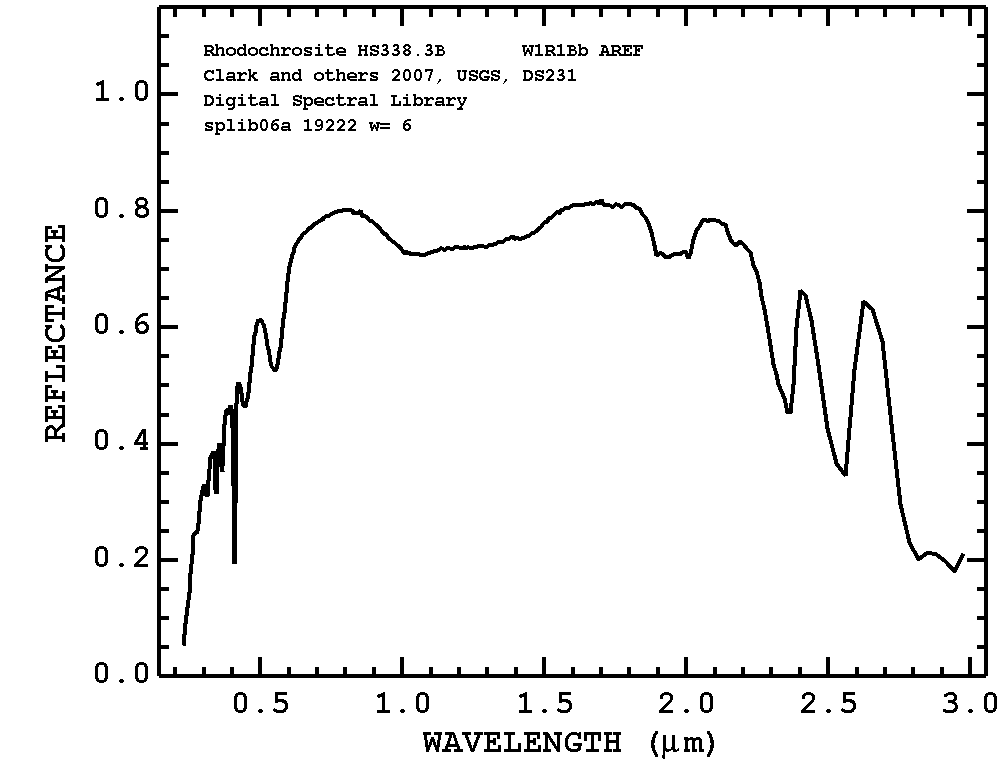 Rhodochrosite HS338.3B W1R1Bb AREF
Clark and others 2007, USGS, DS231
Digital Spectral Library
splib06a 19222 w= 6
REFLECTANCE
1.0
0.8
0.6
0.4
0.2
0.0
0.5 1.0 1.5 2.0 2.5 3.0
WAVELENGTH (μm)